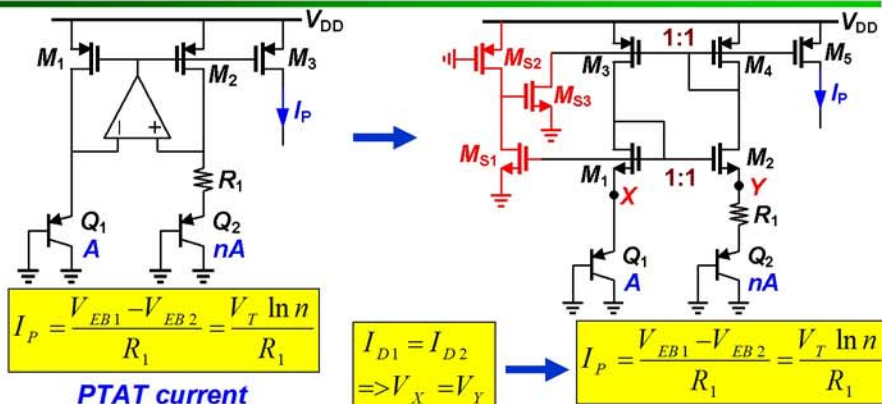 V_DD
M_1
M_2
M_3
I_P
− +
R_1
Q_1
A
Q_2
nA
I_P = (V_EB1 − V_EB2) / R_1 = V_T ln n / R_1
PTAT current
V_DD
1:1
M_S2
M_3
M_4
M_5
M_S3
I_P
M_S1
M_1
1:1
M_2
X
Y
R_1
Q_1
A
Q_2
nA
I_D1 = I_D2
=>V_X = V_Y
I_P = (V_EB1 − V_EB2) / R_1 = V_T ln n / R_1